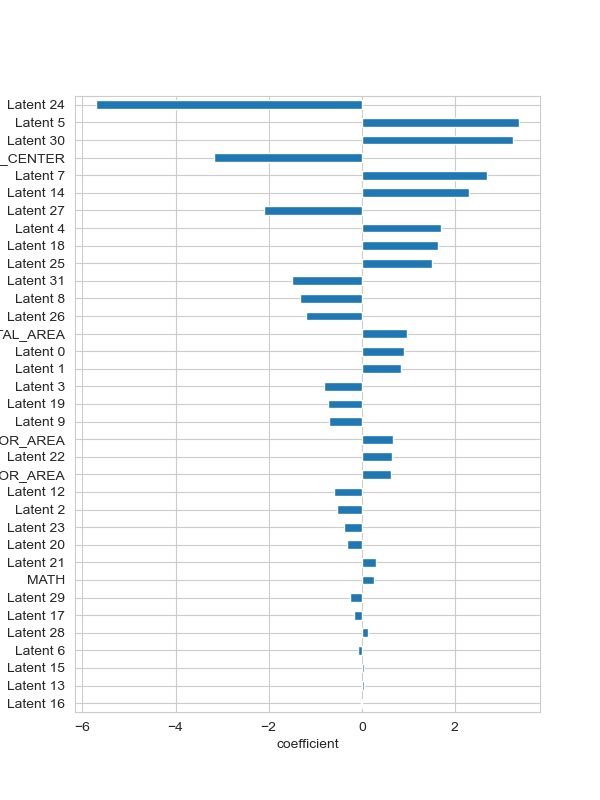 Latent 24
Latent 5
Latent 30
_CENTER
Latent 7
Latent 14
Latent 27
Latent 4
Latent 18
Latent 25
Latent 31
Latent 8
Latent 26
TAL_AREA
Latent 0
Latent 1
Latent 3
Latent 19
Latent 9
OR_AREA
Latent 22
OR_AREA
Latent 12
Latent 2
Latent 23
Latent 20
Latent 21
MATH
Latent 29
Latent 17
Latent 28
Latent 6
Latent 15
Latent 13
Latent 16
−6 −4 −2 0 2
coefficient